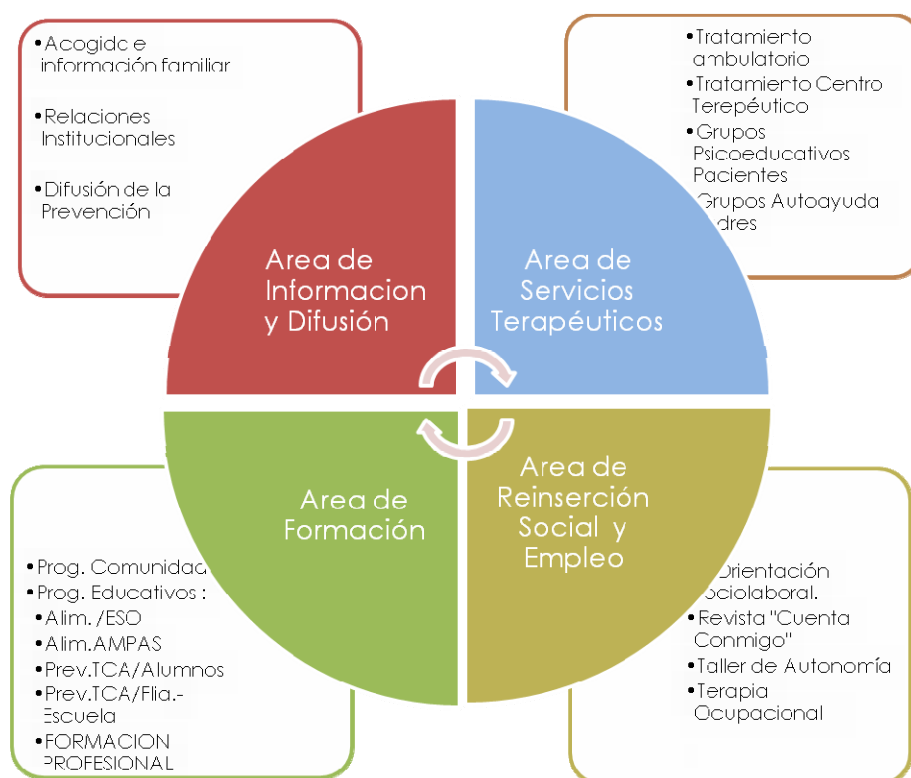 •Acogida e
información familiar
•Relaciones
Institucionales
•Difusión de la
Prevención
•Tratamiento
ambulatorio
•Tratamiento Centro
Terepéutico
•Grupos
Psicoeducativos
Pacientes
Grupos Autoayuda
dres
Area de
Informacion
y Difusión
Area de
Servicios
Terapéuticos
Area de
Formación
Area de
Reinserción
Social y
Empleo
•Prog. Comunidad
•Prog. Educativos :
•Alim./ESO
•Alim.AMPAS
•Prev.TCA/Alumnos
•Prev.TCA/Flia.-
Escuela
•FORMACION
PROFESIONAL
Orientación
ociolaboral.
•Revista "Cuenta
Conmigo"
•Taller de Autonomía
•Terapia
Ocupacional